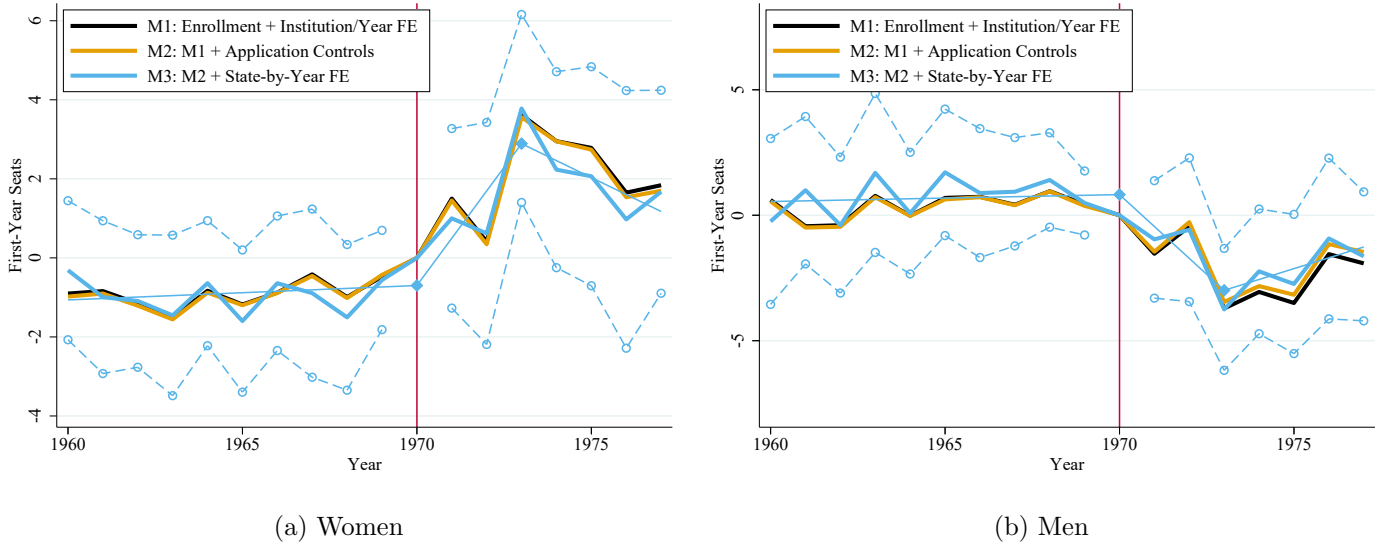 M1: Enrollment + Institution/Year FE
M2: M1 + Application Controls
M3: M2 + State-by-Year FE
First-Year Seats
6
4
2
0
-2
-4
1960
1965
1970
1975
Year
(a) Women
M1: Enrollment + Institution/Year FE
M2: M1 + Application Controls
M3: M2 + State-by-Year FE
First-Year Seats
5
0
-5
1960
1965
1970
1975
Year
(b) Men